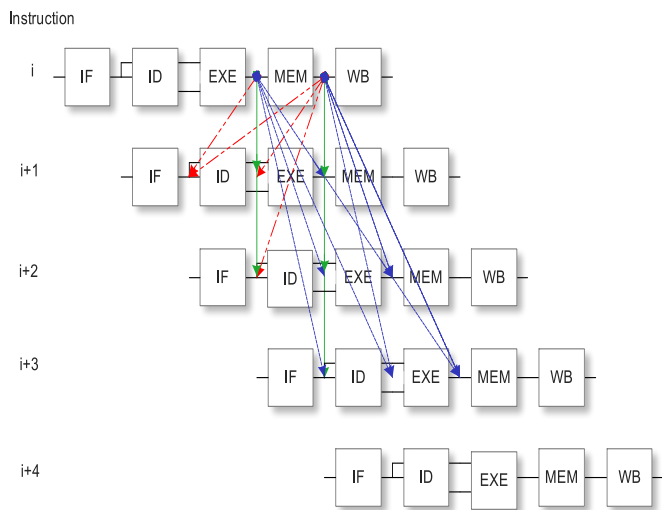 Instruction
i IF ID EXE MEM WB
i+1 IF ID EXE MEM WB
i+2 IF ID EXE MEM WB
i+3 IF ID EXE MEM WB
i+4 IF ID EXE MEM WB